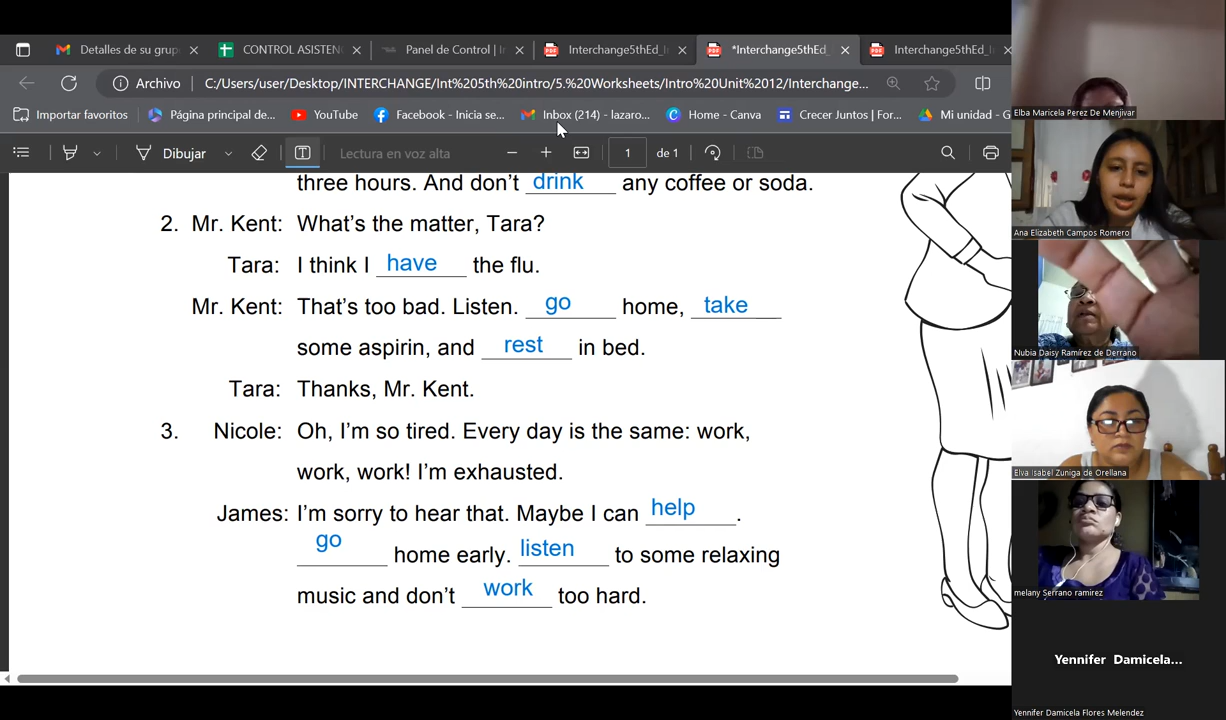 Detalles de su grup
CONTROL ASISTENC
Panel de Control | In
Interchange5thEd_I
*Interchange5thEd_
Interchange5thEd_I
Archivo
C:/Users/user/Desktop/INTERCHANGE/Int%205th%20intro/5.%20Worksheets/Intro%20Unit%2012/Interchange...
Importar favoritos
Página principal de...
YouTube
Facebook - Inicia se...
Inbox (214) - lazaro...
Home - Canva
Crecer Juntos | For...
Mi unidad - G
Dibujar
Lectura en voz alta
1
de 1
three hours. And don't drink any coffee or soda.
2. Mr. Kent: What's the matter, Tara?
Tara: I think I have the flu.
Mr. Kent: That's too bad. Listen. go home, take
some aspirin, and rest in bed.
Tara: Thanks, Mr. Kent.
3. Nicole: Oh, I'm so tired. Every day is the same: work,
work, work! I'm exhausted.
James: I'm sorry to hear that. Maybe I can help.
go home early. listen to some relaxing
music and don't work too hard.
Elba Maricela Perez De Menjivar
Ana Elizabeth Campos Romero
Nubia Daisy Ramírez de Derrano
Elva Isabel Zuniga de Orellana
melany Serrano ramirez
Yennifer Damicela...
Yennifer Damicela Flores Melendez